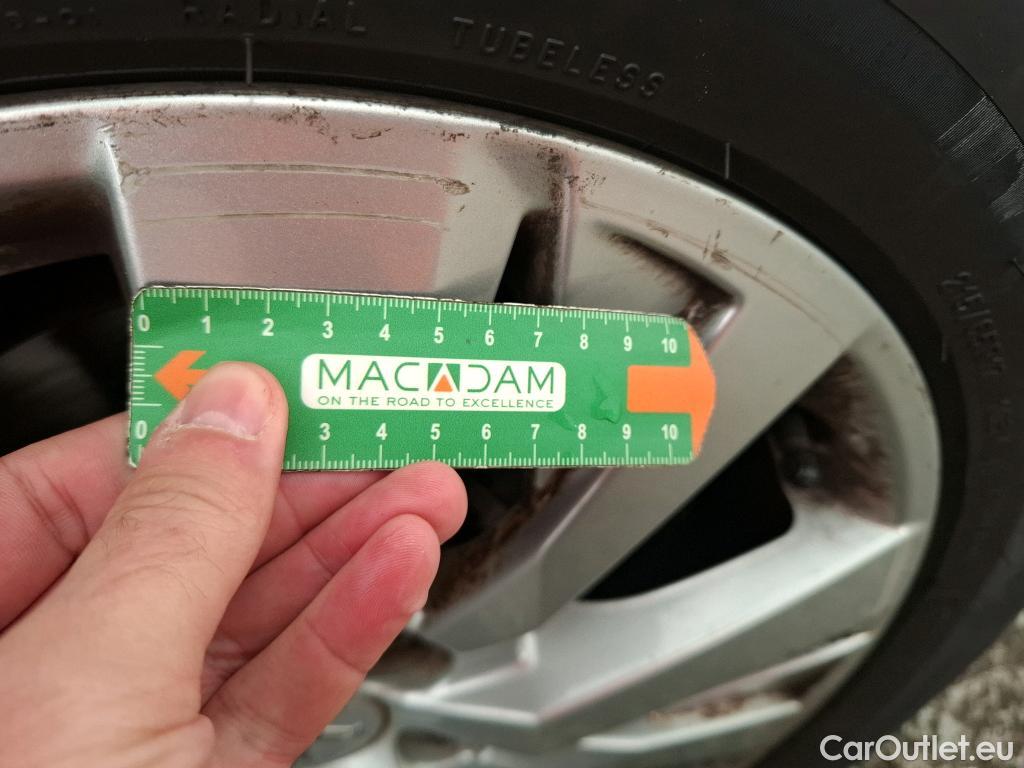 RADIAL TUBELESS
0 1 2 3 4 5 6 7 8 9 10
MACADAM
ON THE ROAD TO EXCELLENCE
0 3 4 5 6 7 8 9 10
CarOutlet.eu